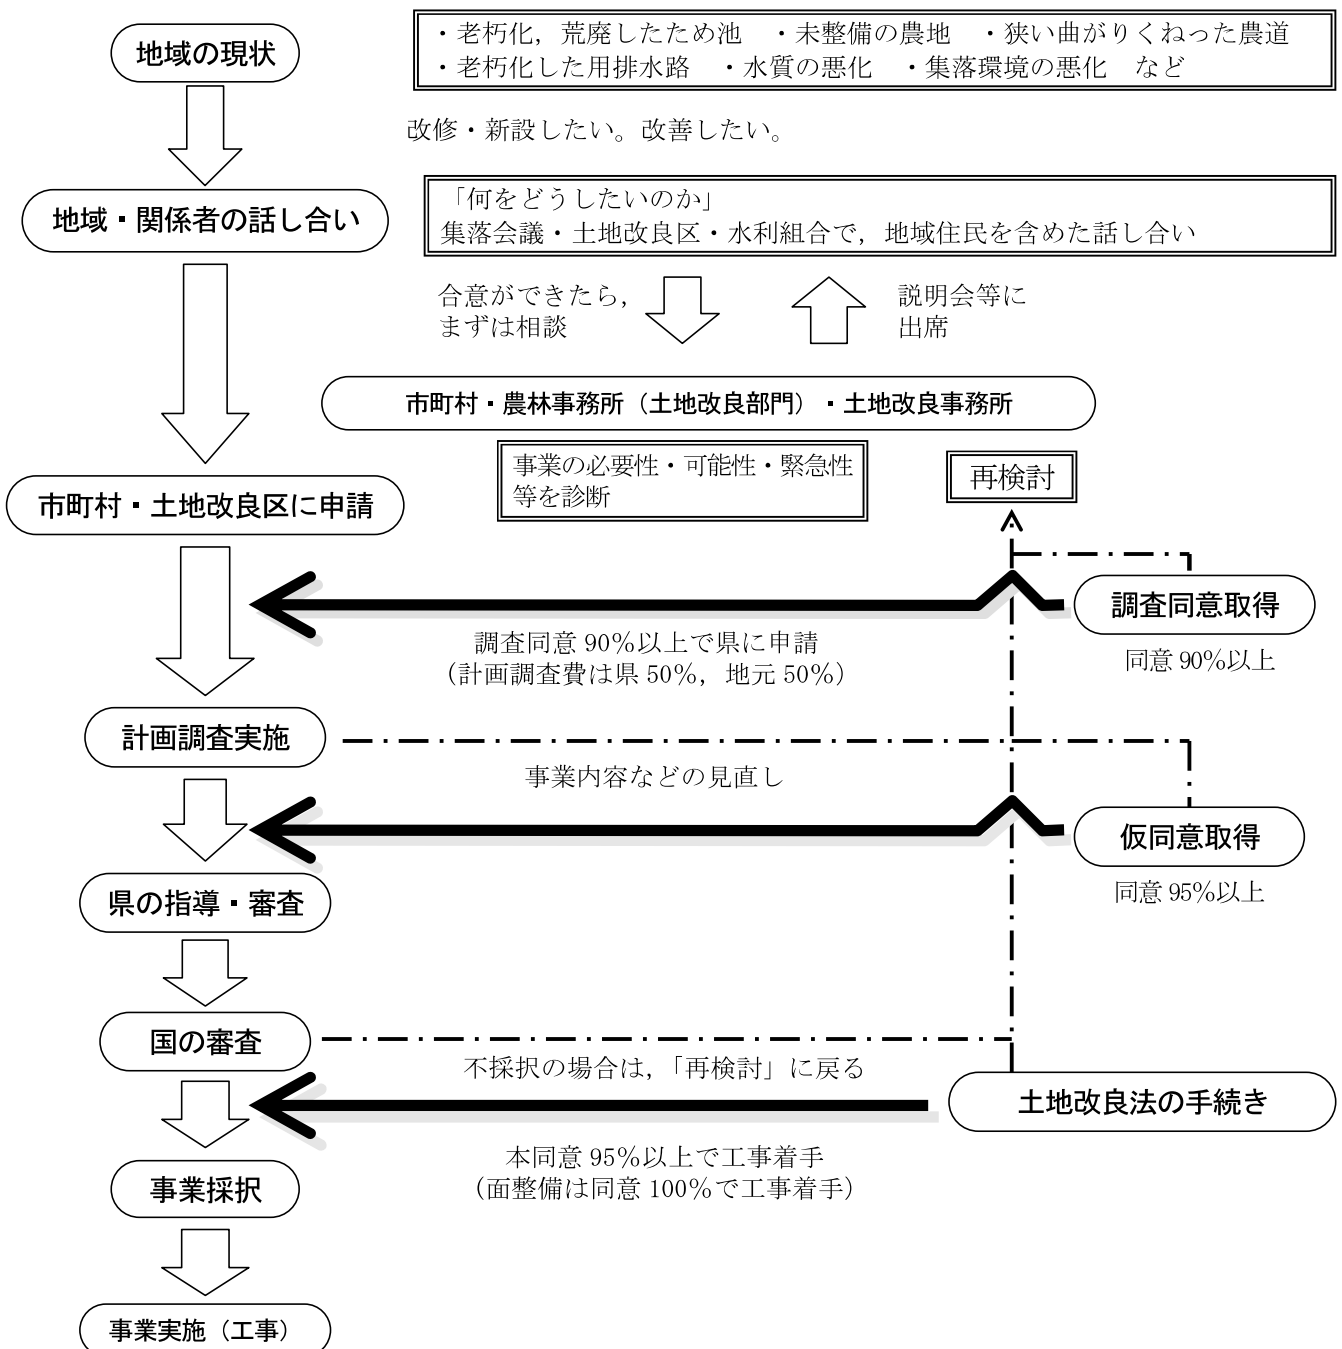 地域の現状
・老朽化，荒廃したため池　・未整備の農地　・狭い曲がりくねった農道
・老朽化した用排水路　・水質の悪化　・集落環境の悪化　など
改修・新設したい。改善したい。
地域・関係者の話し合い
「何をどうしたいのか」
集落会議・土地改良区・水利組合で，地域住民を含めた話し合い
合意ができたら，
まずは相談
説明会等に
出席
市町村・農林事務所（土地改良部門）・土地改良事務所
事業の必要性・可能性・緊急性
等を診断
再検討
市町村・土地改良区に申請
調査同意取得
同意 90％以上
調査同意 90％以上で県に申請
（計画調査費は県 50％，地元 50％）
計画調査実施
事業内容などの見直し
仮同意取得
同意 95％以上
県の指導・審査
国の審査
不採択の場合は，「再検討」に戻る
土地改良法の手続き
本同意 95％以上で工事着手
（面整備は同意 100％で工事着手）
事業採択
事業実施（工事）